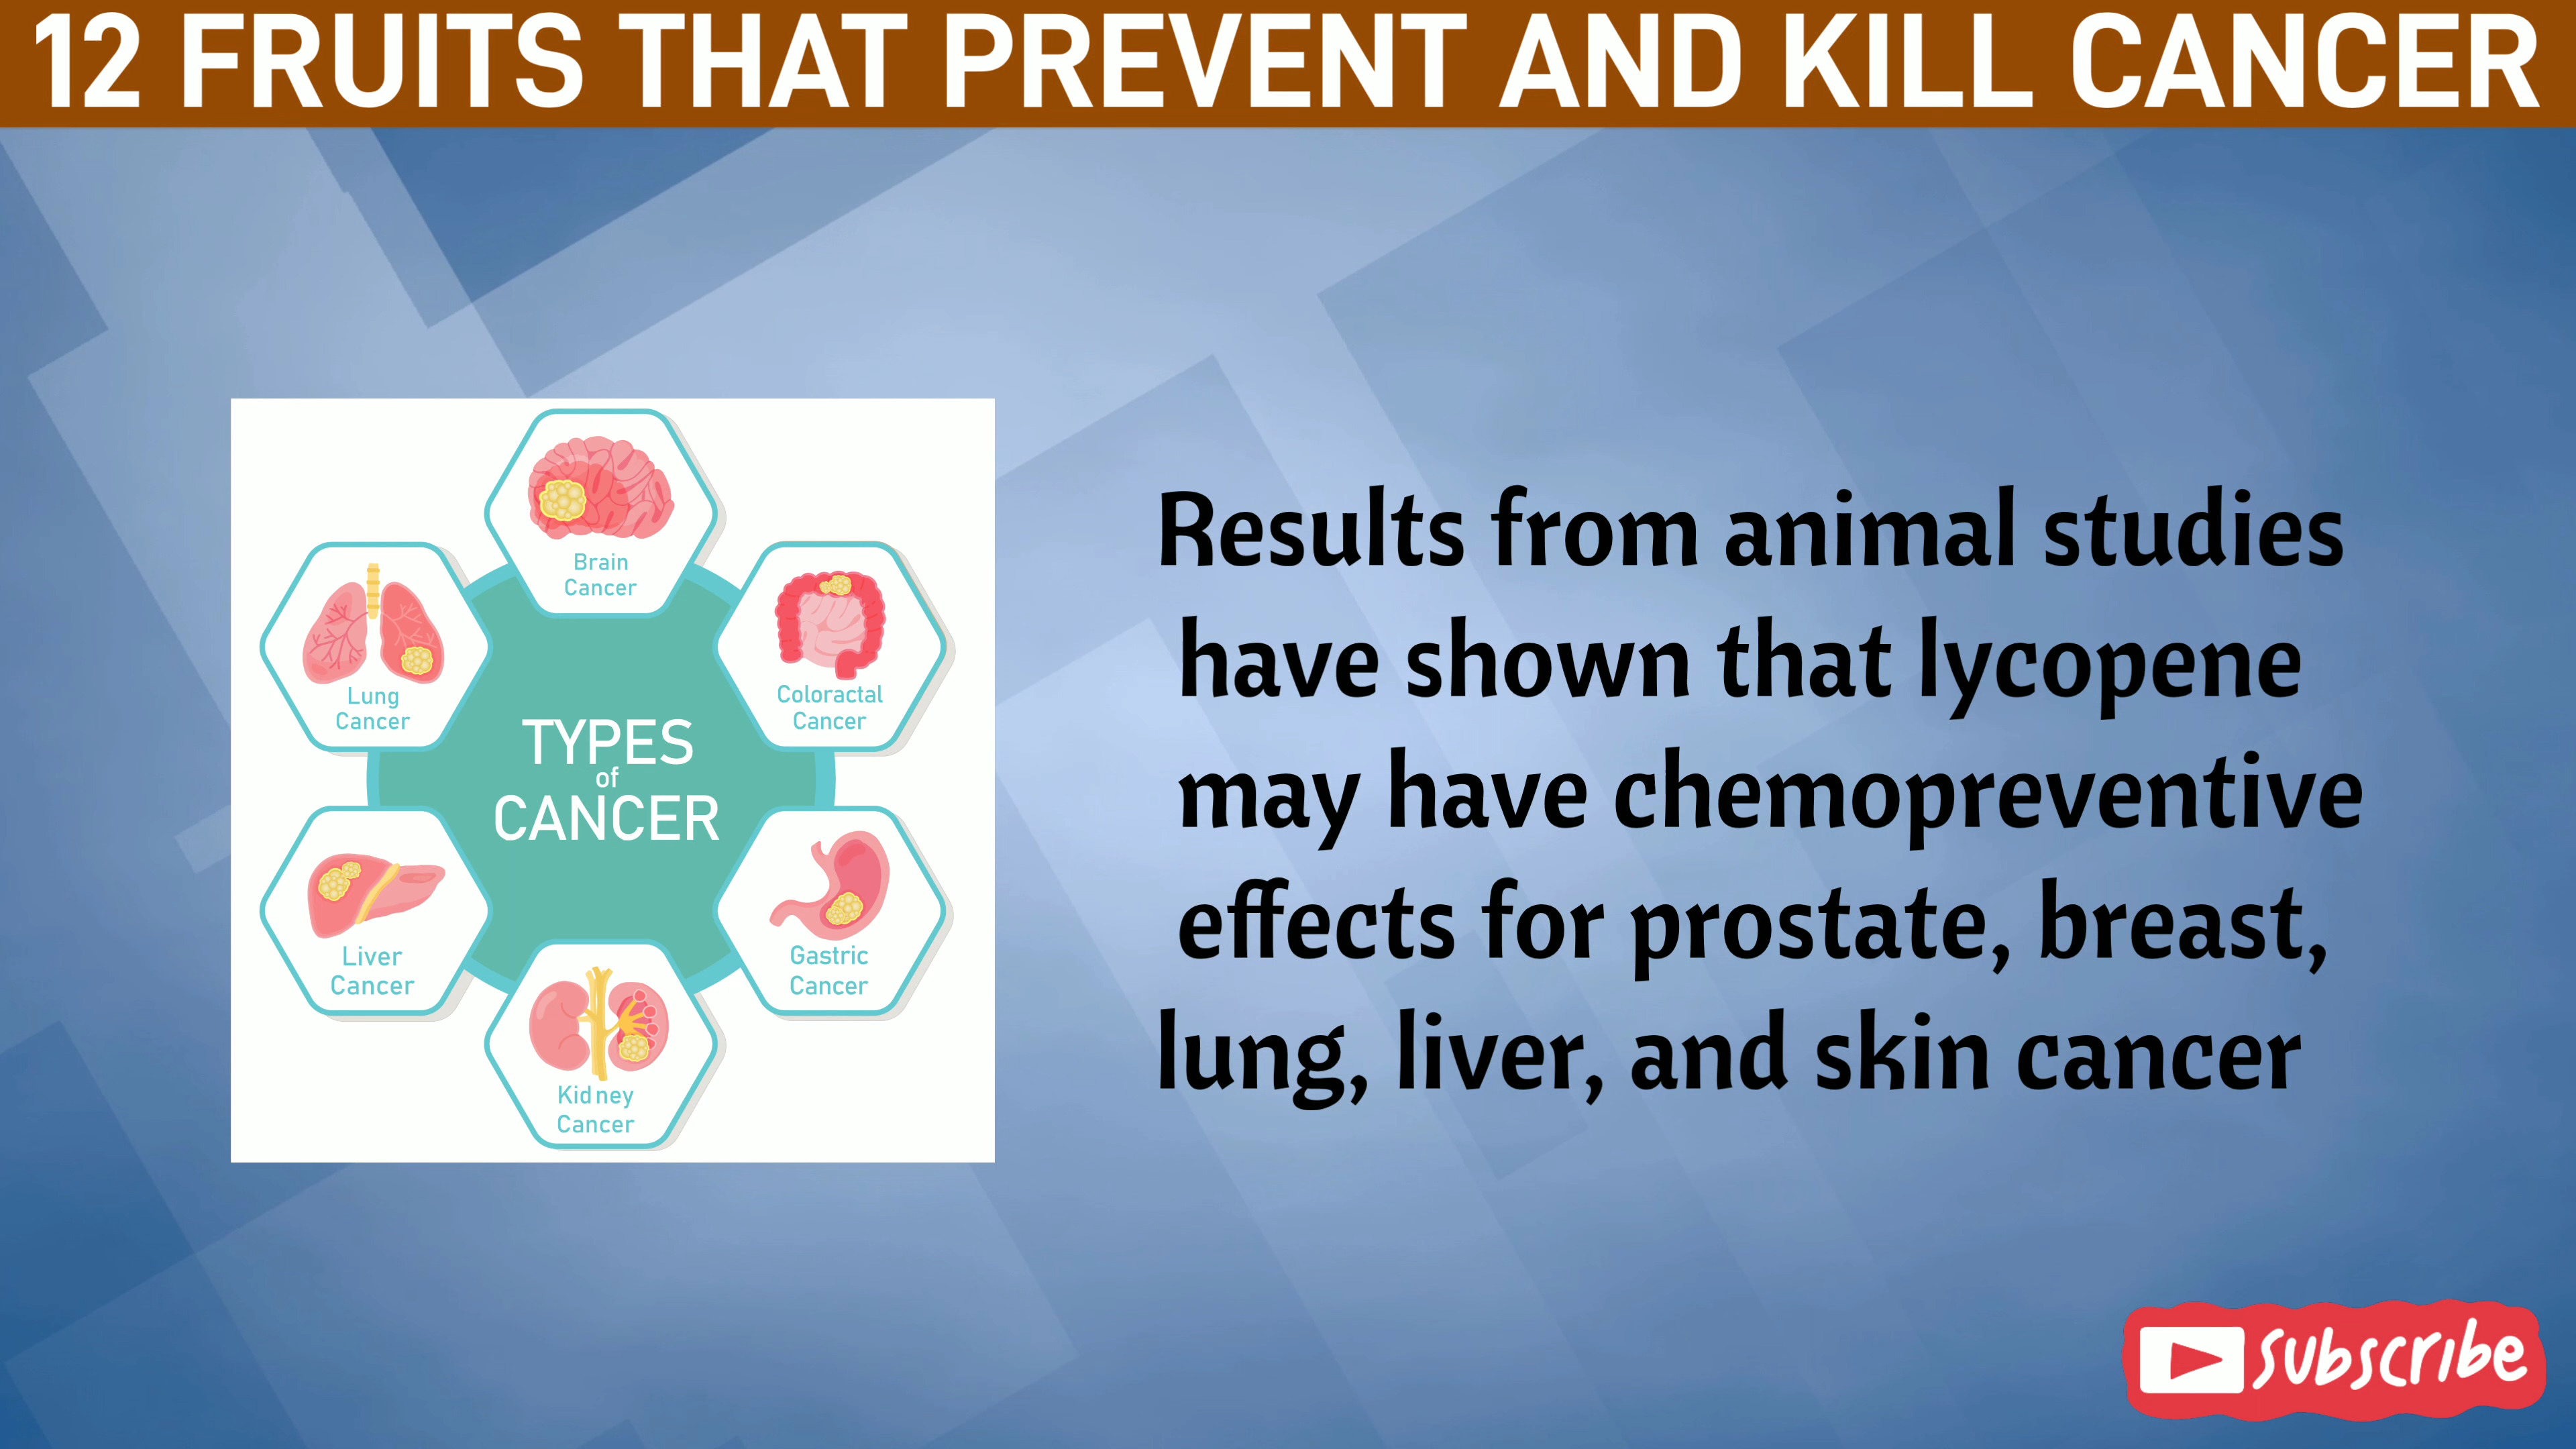 12 FRUITS THAT PREVENT AND KILL CANCER
Brain
Cancer
Lung
Cancer
Coloractal
Cancer
TYPES
of
CANCER
Liver
Cancer
Gastric
Cancer
Kidney
Cancer
Results from animal studies
have shown that lycopene
may have chemopreventive
effects for prostate, breast,
lung, liver, and skin cancer
Subscribe